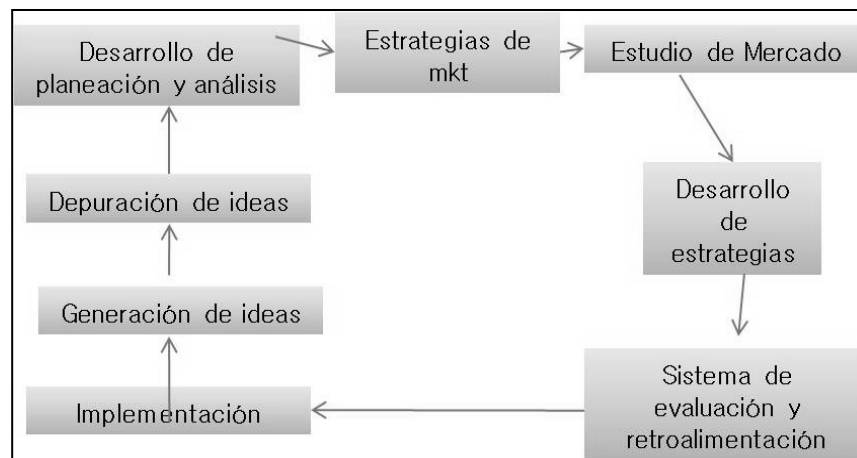 Desarrollo de
planeación y análisis
Estrategias de
mkt
Estudio de Mercado
Desarrollo
de
estrategias
Sistema de
evaluación y
retroalimentación
Implementación
Generación de ideas
Depuración de ideas